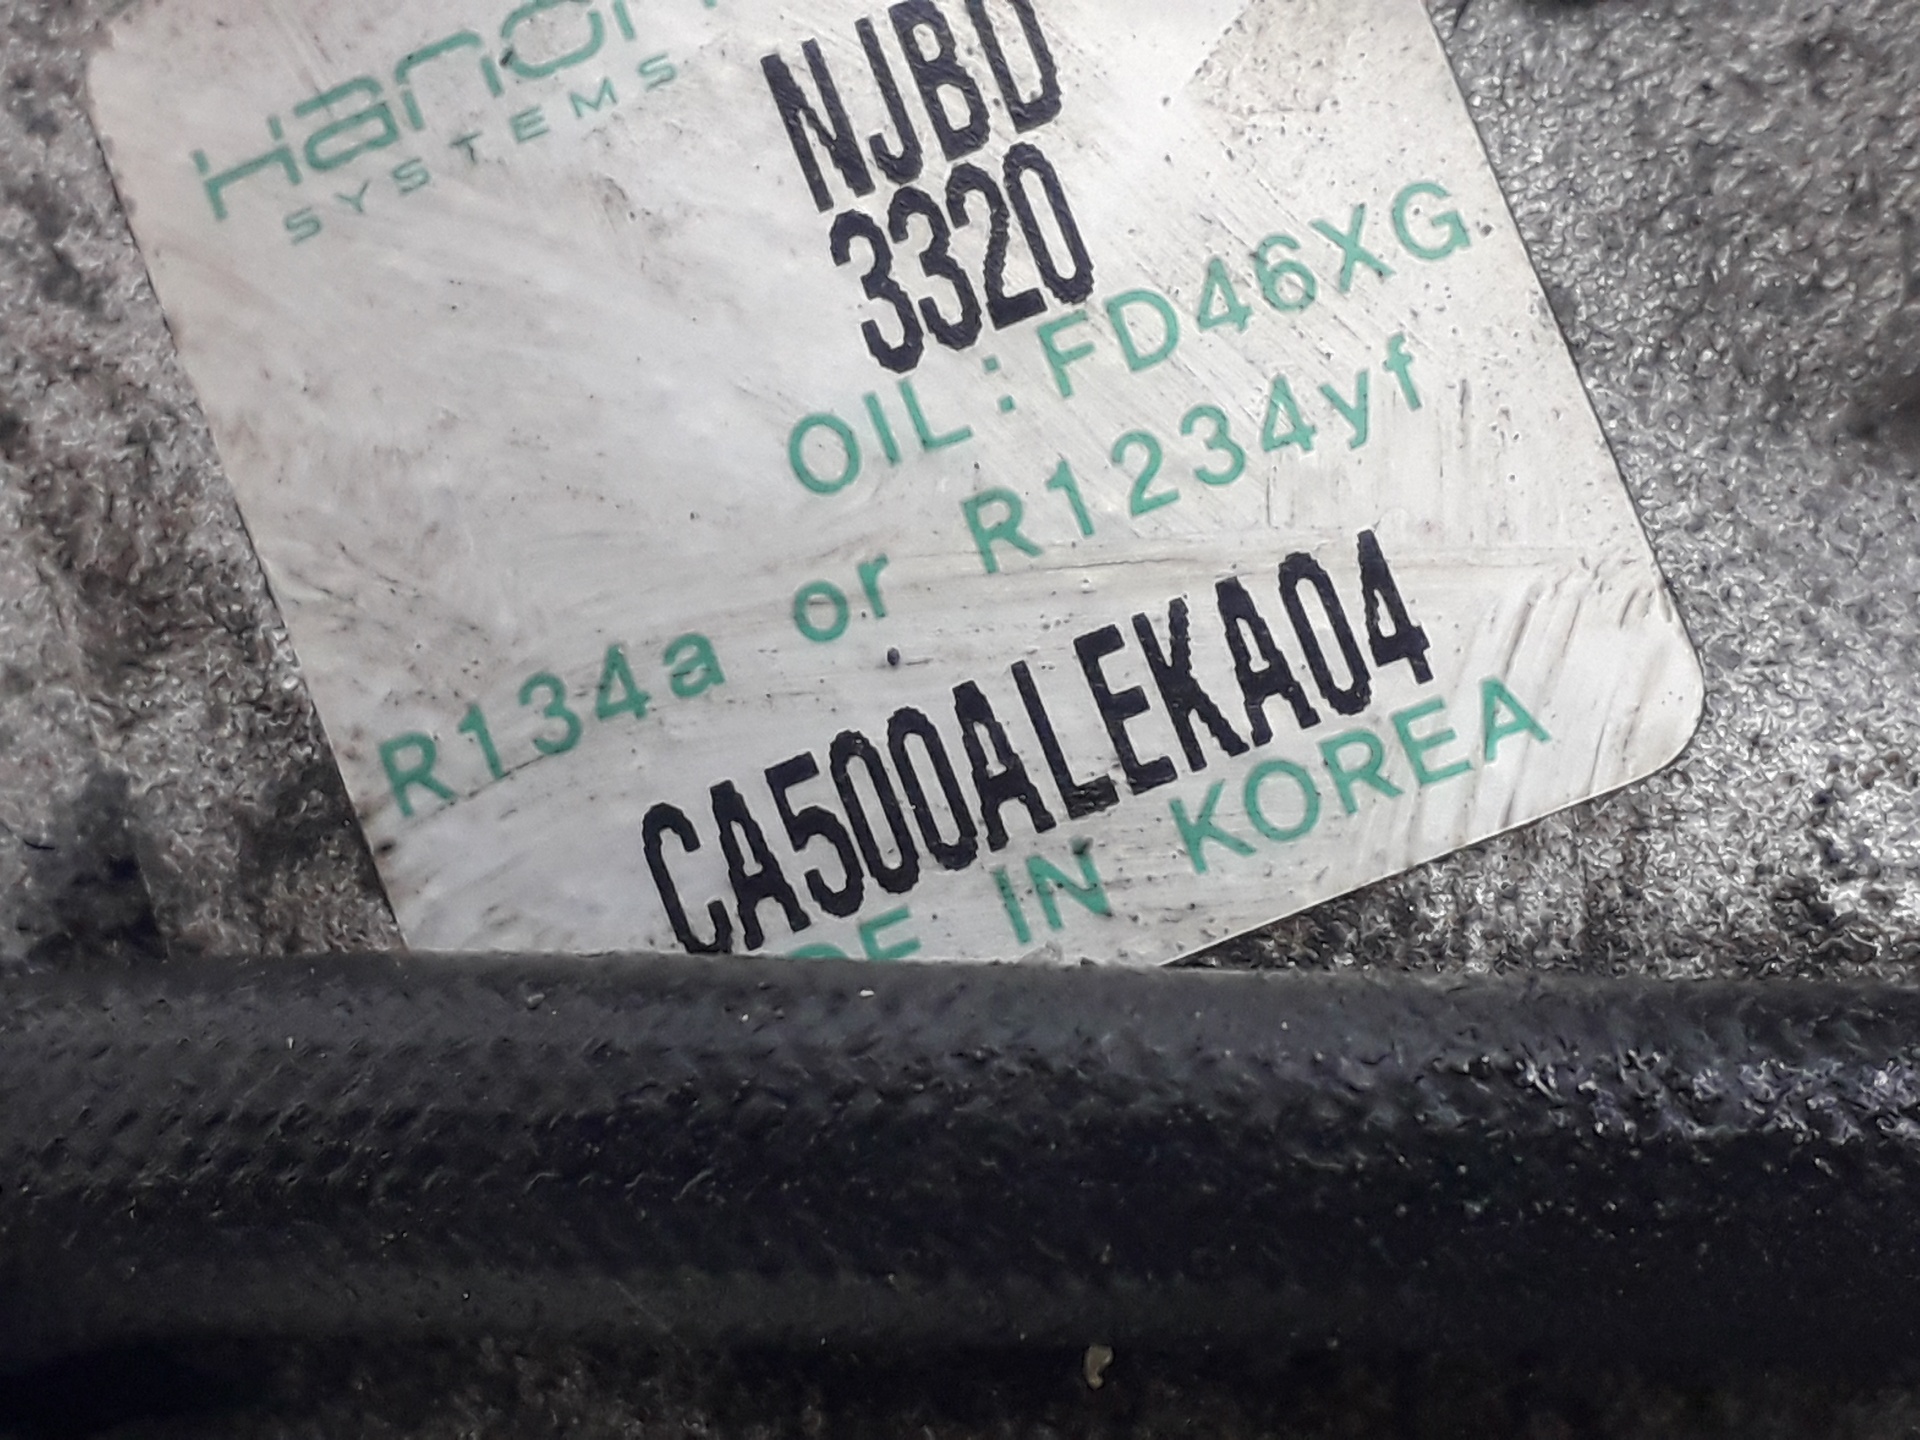 Hanon
SYSTEMS
NJBD
3320
OIL:FD46XG
R134a or R1234yf
CA500ALEKA04
IN KOREA